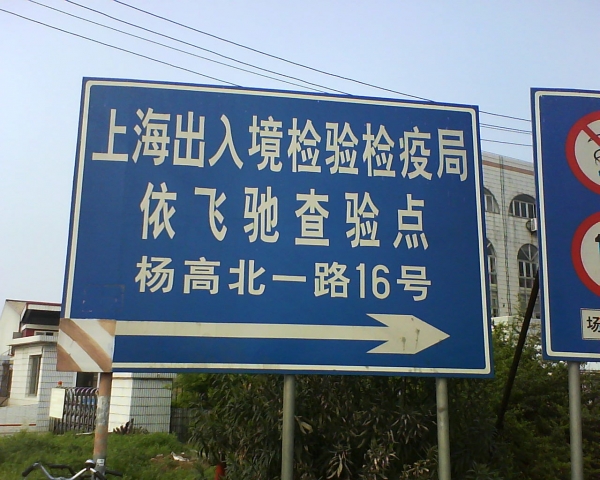 上海出入境检验检疫局
依飞驰查验点
杨高北一路16号
场